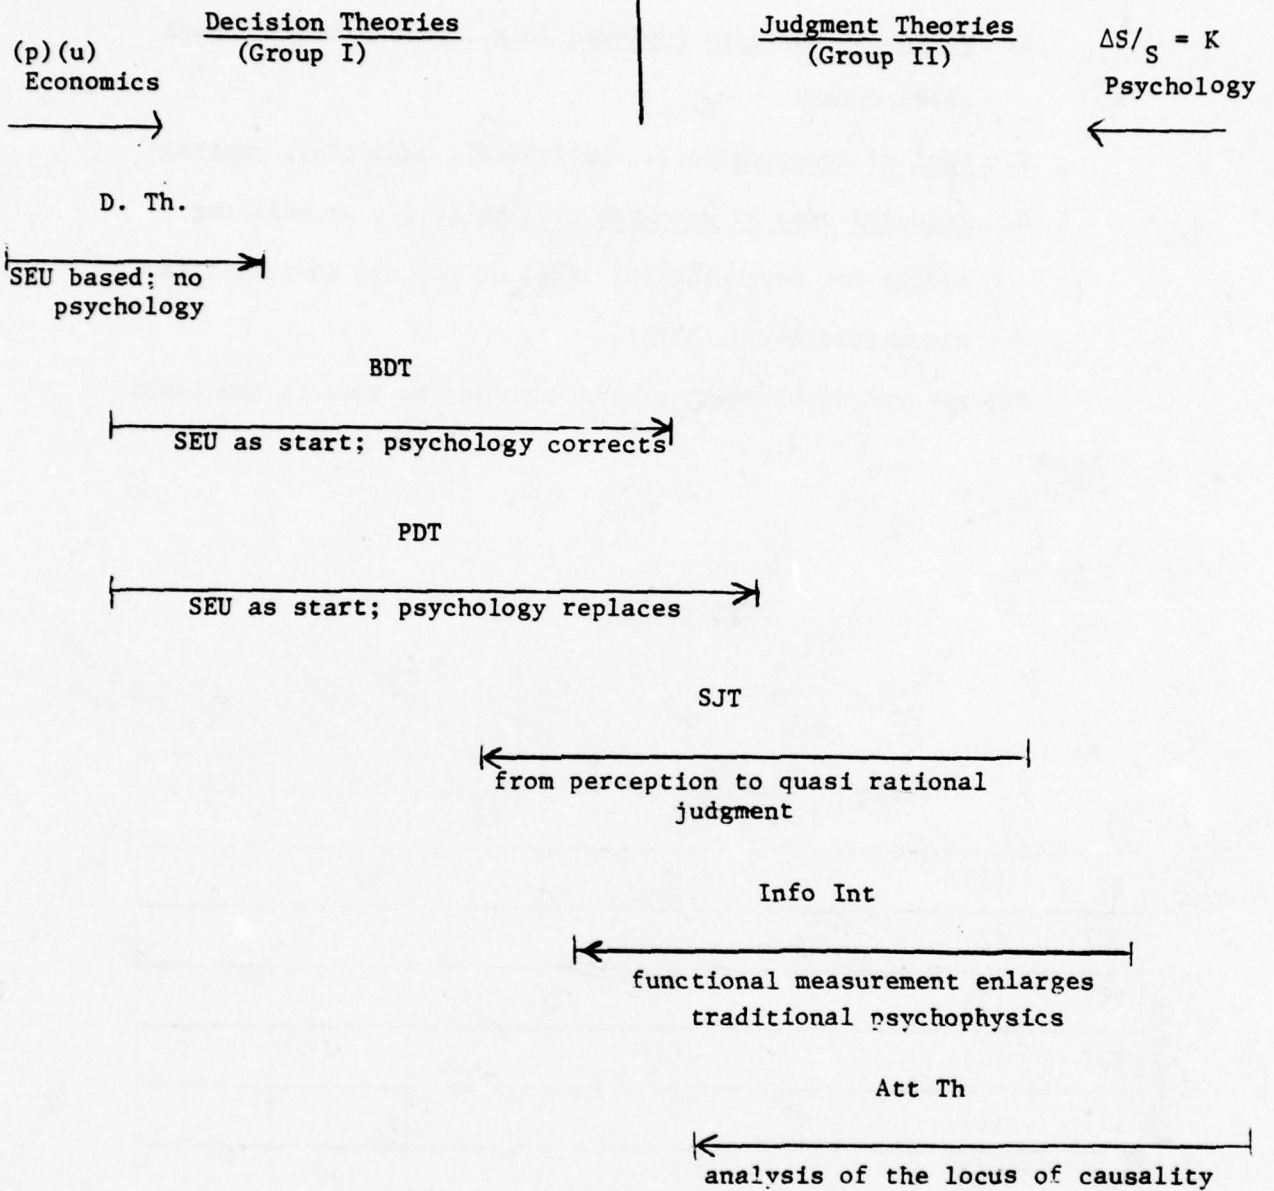 Decision Theories
(Group I)
Judgment Theories
(Group II)
(p)(u)
Economics
ΔS/S = K
Psychology
D. Th.
SEU based; no
psychology
BDT
SEU as start; psychology corrects
PDT
SEU as start; psychology replaces
SJT
from perception to quasi rational
judgment
Info Int
functional measurement enlarges
traditional psychophysics
Att Th
analysis of the locus of causality